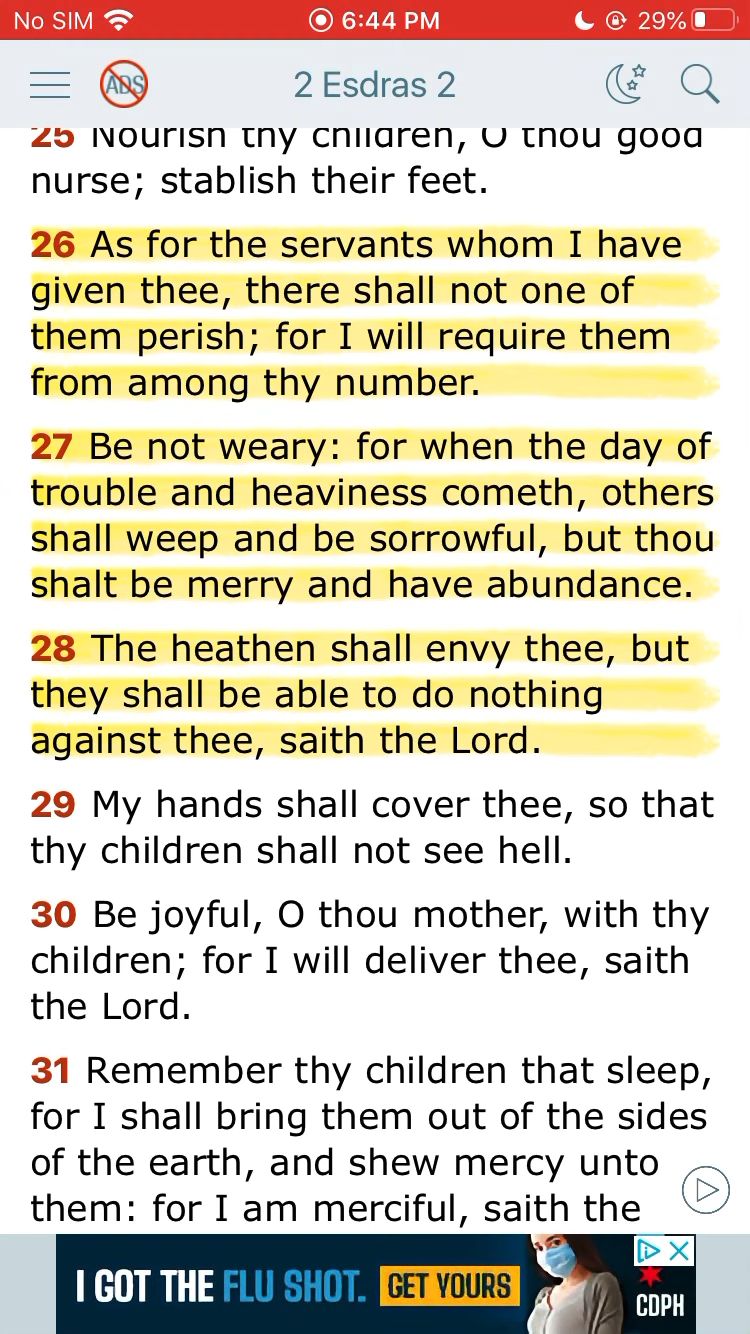 No SIM 6:44 PM 29%
ADS 2 Esdras 2
25 Nourish thy children, O thou good
nurse; stablish their feet.
26 As for the servants whom I have
given thee, there shall not one of
them perish; for I will require them
from among thy number.
27 Be not weary: for when the day of
trouble and heaviness cometh, others
shall weep and be sorrowful, but thou
shalt be merry and have abundance.
28 The heathen shall envy thee, but
they shall be able to do nothing
against thee, saith the Lord.
29 My hands shall cover thee, so that
thy children shall not see hell.
30 Be joyful, O thou mother, with thy
children; for I will deliver thee, saith
the Lord.
31 Remember thy children that sleep,
for I shall bring them out of the sides
of the earth, and shew mercy unto
them: for I am merciful, saith the
I GOT THE FLU SHOT. GET YOURS
CDPH